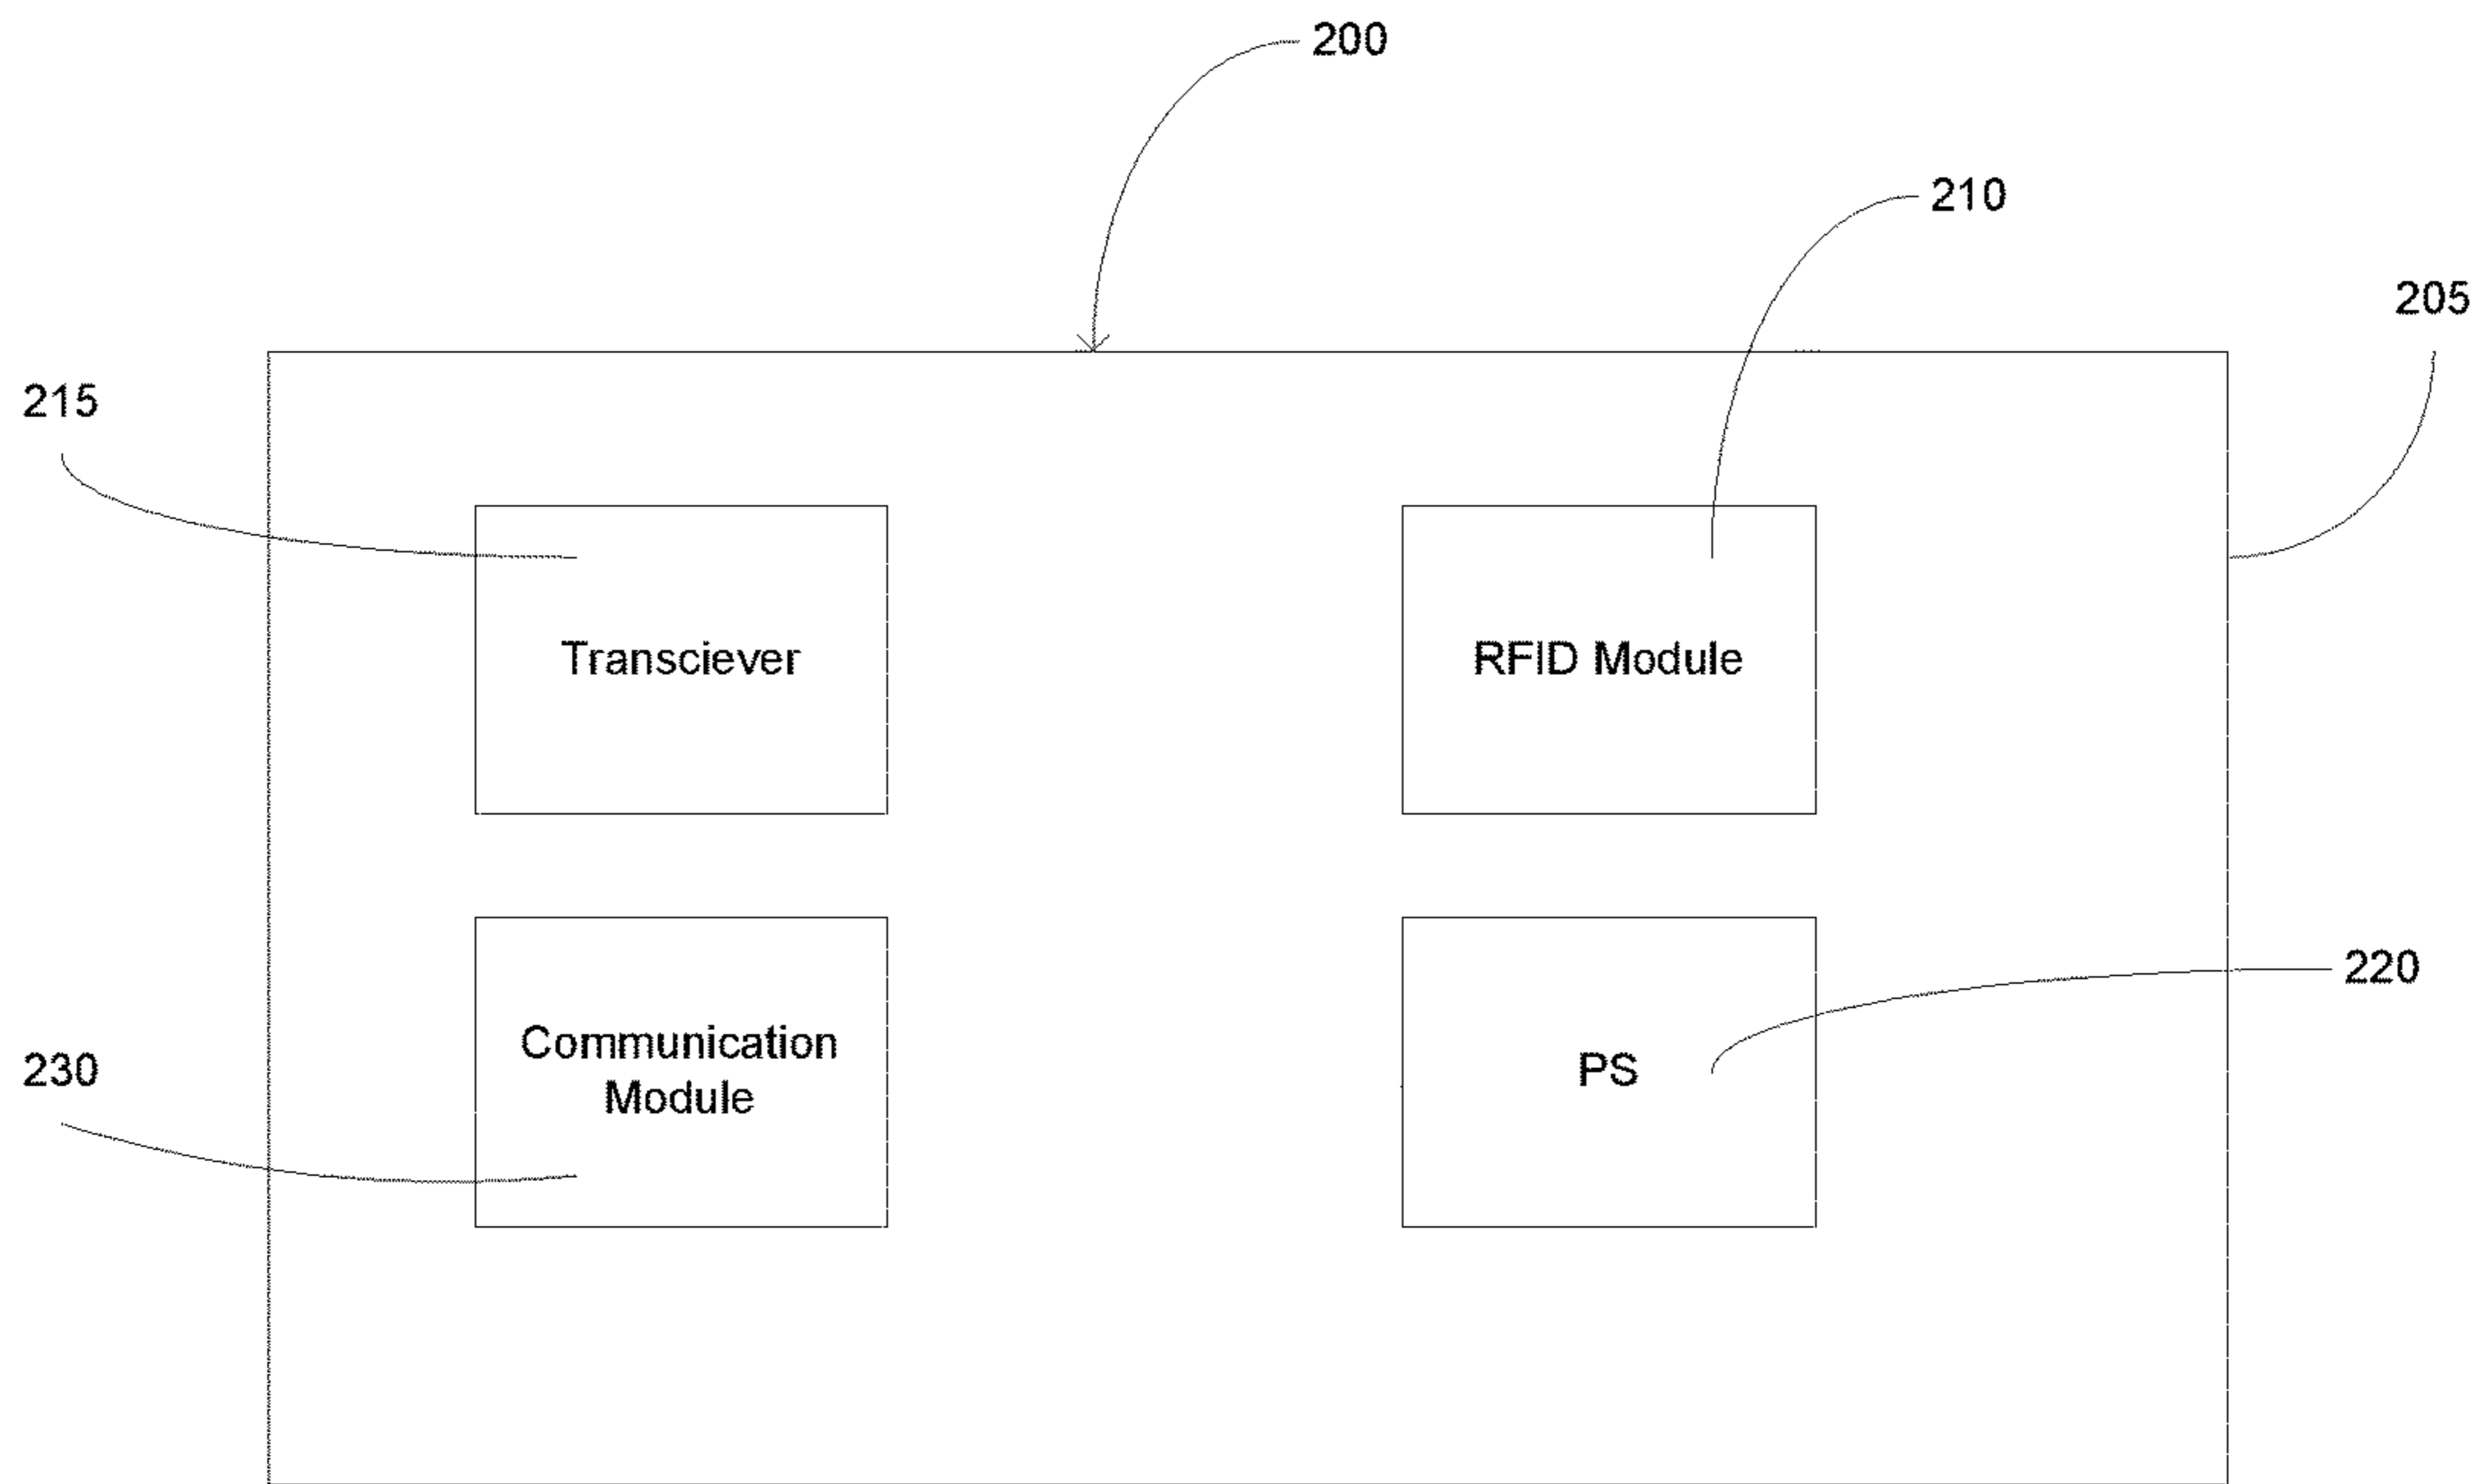 200
210
205
215
Transciever
RFID Module
220
Communication
Module
PS
230